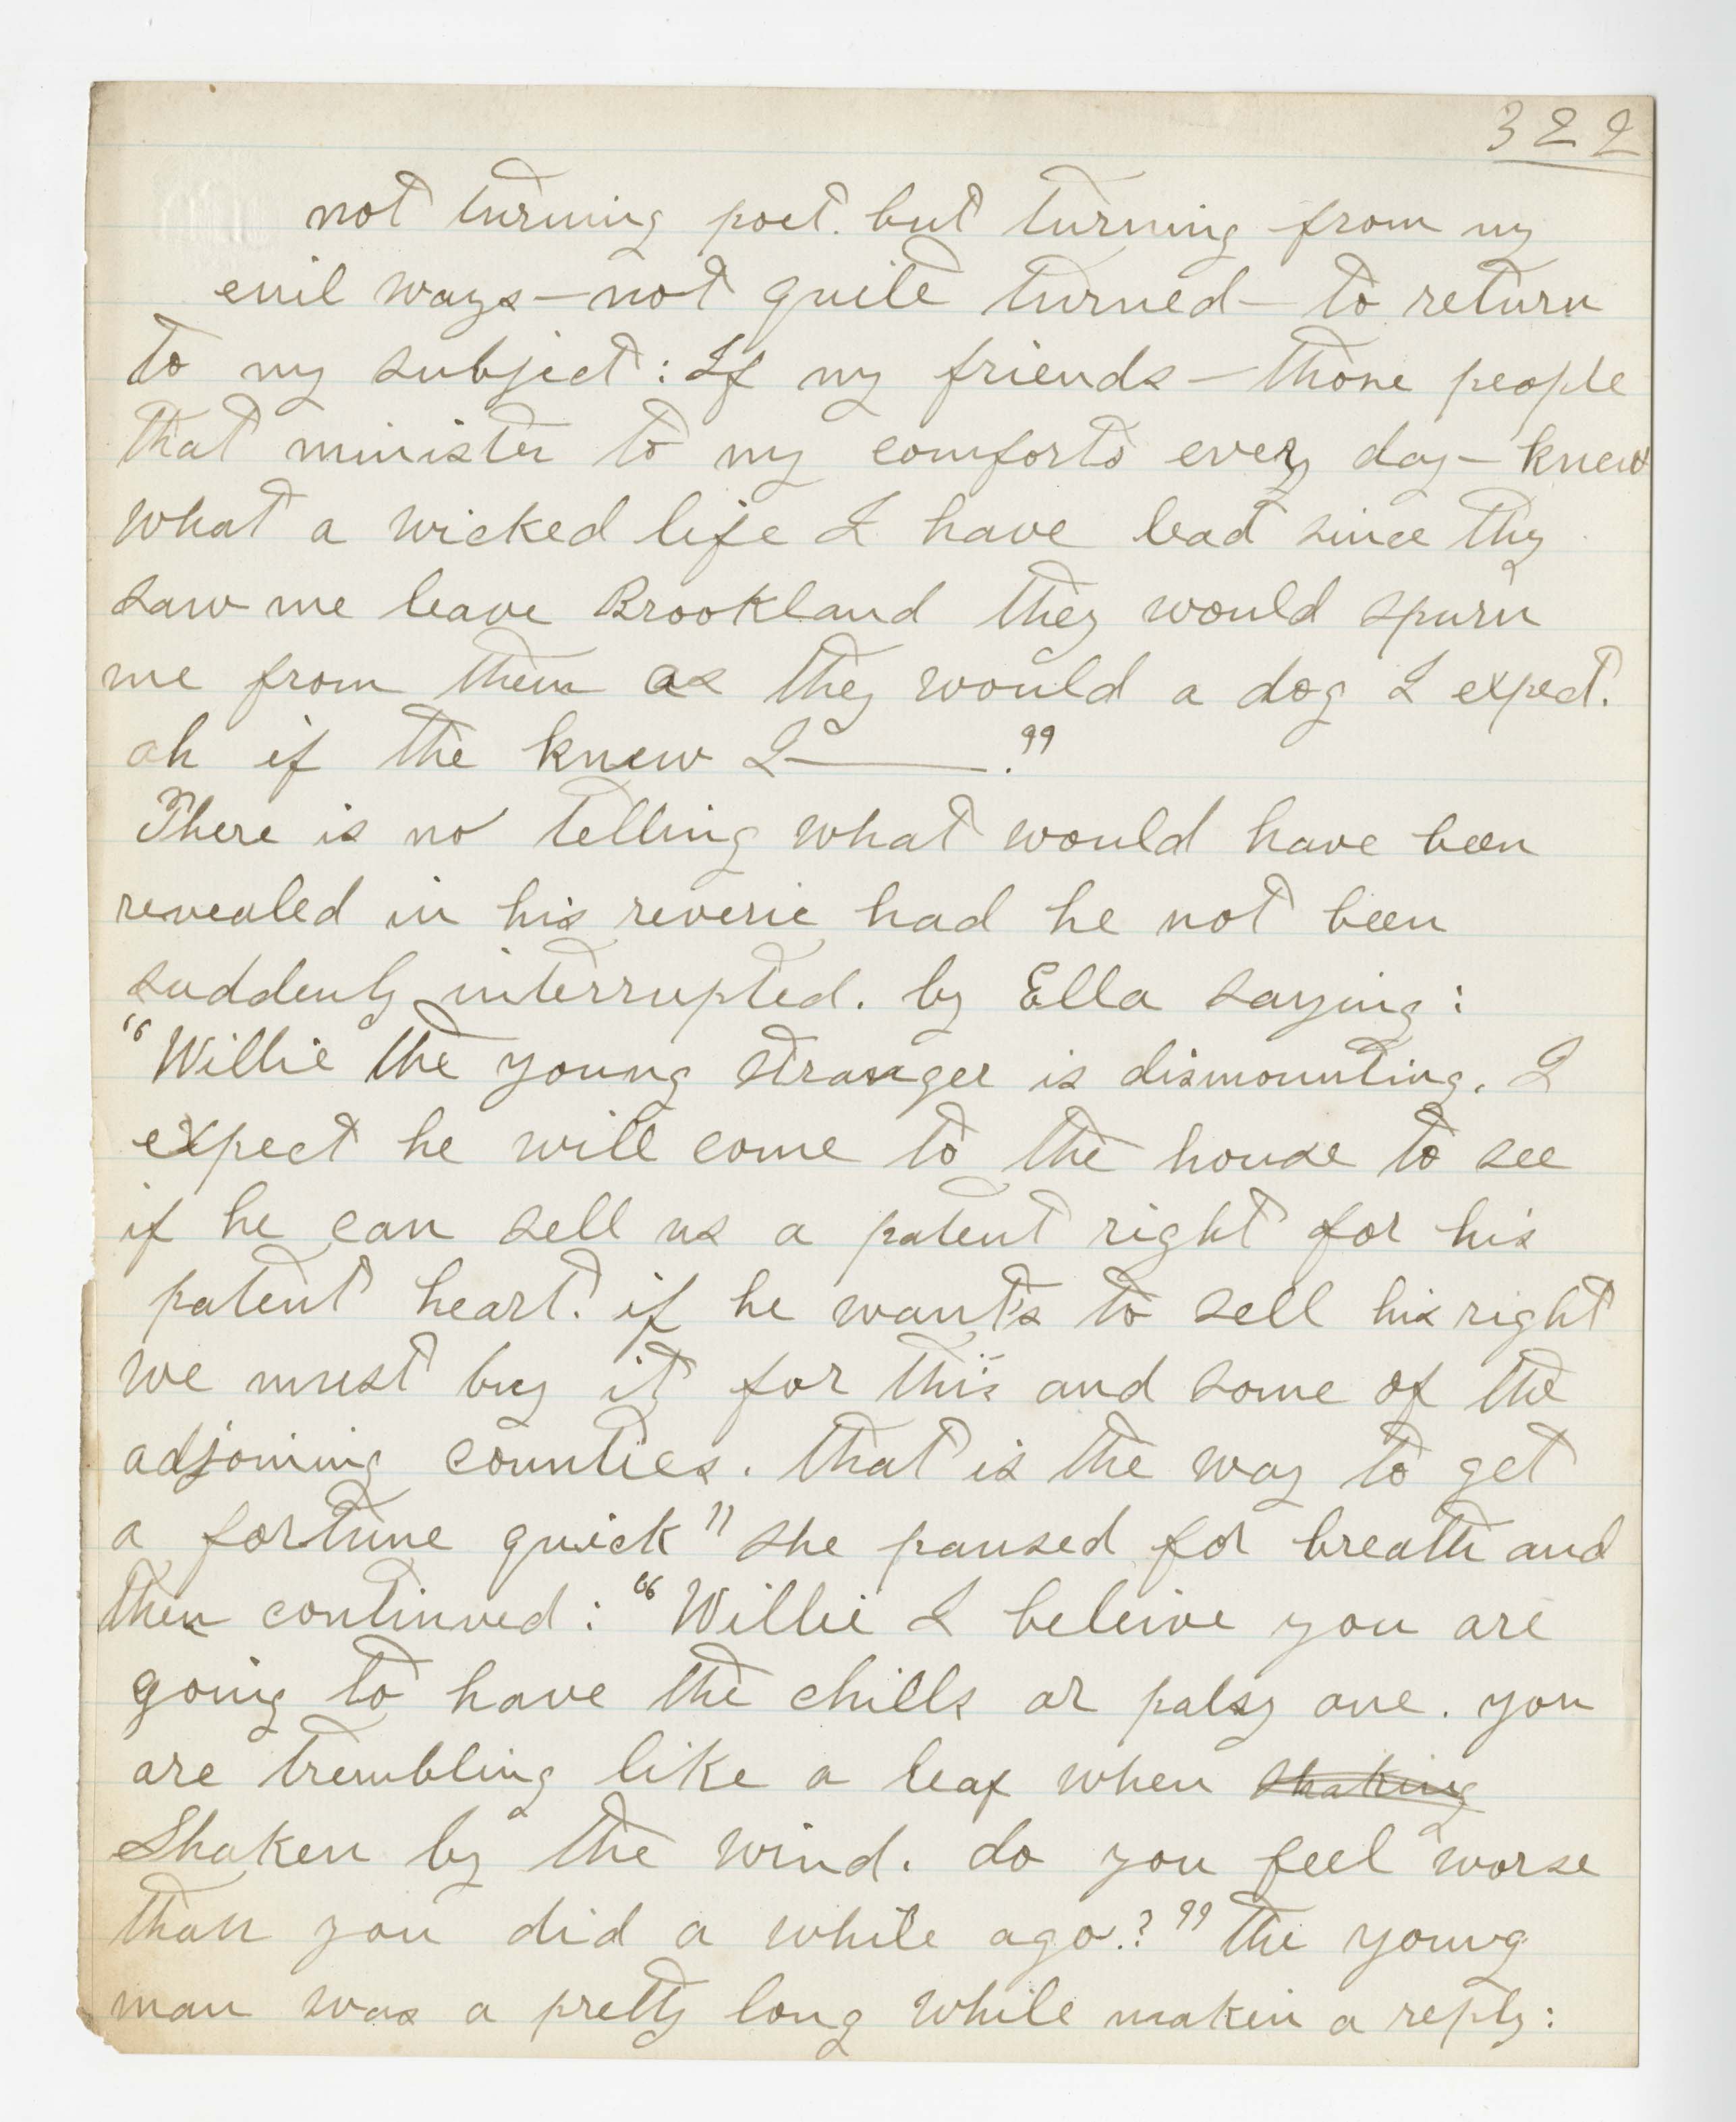 322
not turning poet. but turning from my
evil ways—not quite turned—to return
to my subject: If my friends—those people
that minister to my comforts every day—knew
what a wicked life I have lead since they
saw me leave Brookland they would spurn
me from them as they would a dog I expect.
oh if the knew I———."
There is no telling what would have been
revealed in his reverie had he not been
suddenly interrupted. by Ella saying:
"Willie the young stranger is dismounting. I
expect he will come to the house to see
if he can sell us a patent right for his
patent heart. if he want's to sell his right
we must buy it for this and some of the
adjoining counties. that is the way to get
a fortune quick" she paused for breath and
then continued: "Willie I beleive you are
going to have the chills or palsy one. you
are trembling like a leaf when shaking
Shaken by the wind. do you feel worse
than you did a while ago.?" the young
man was a pretty long while makin a reply: